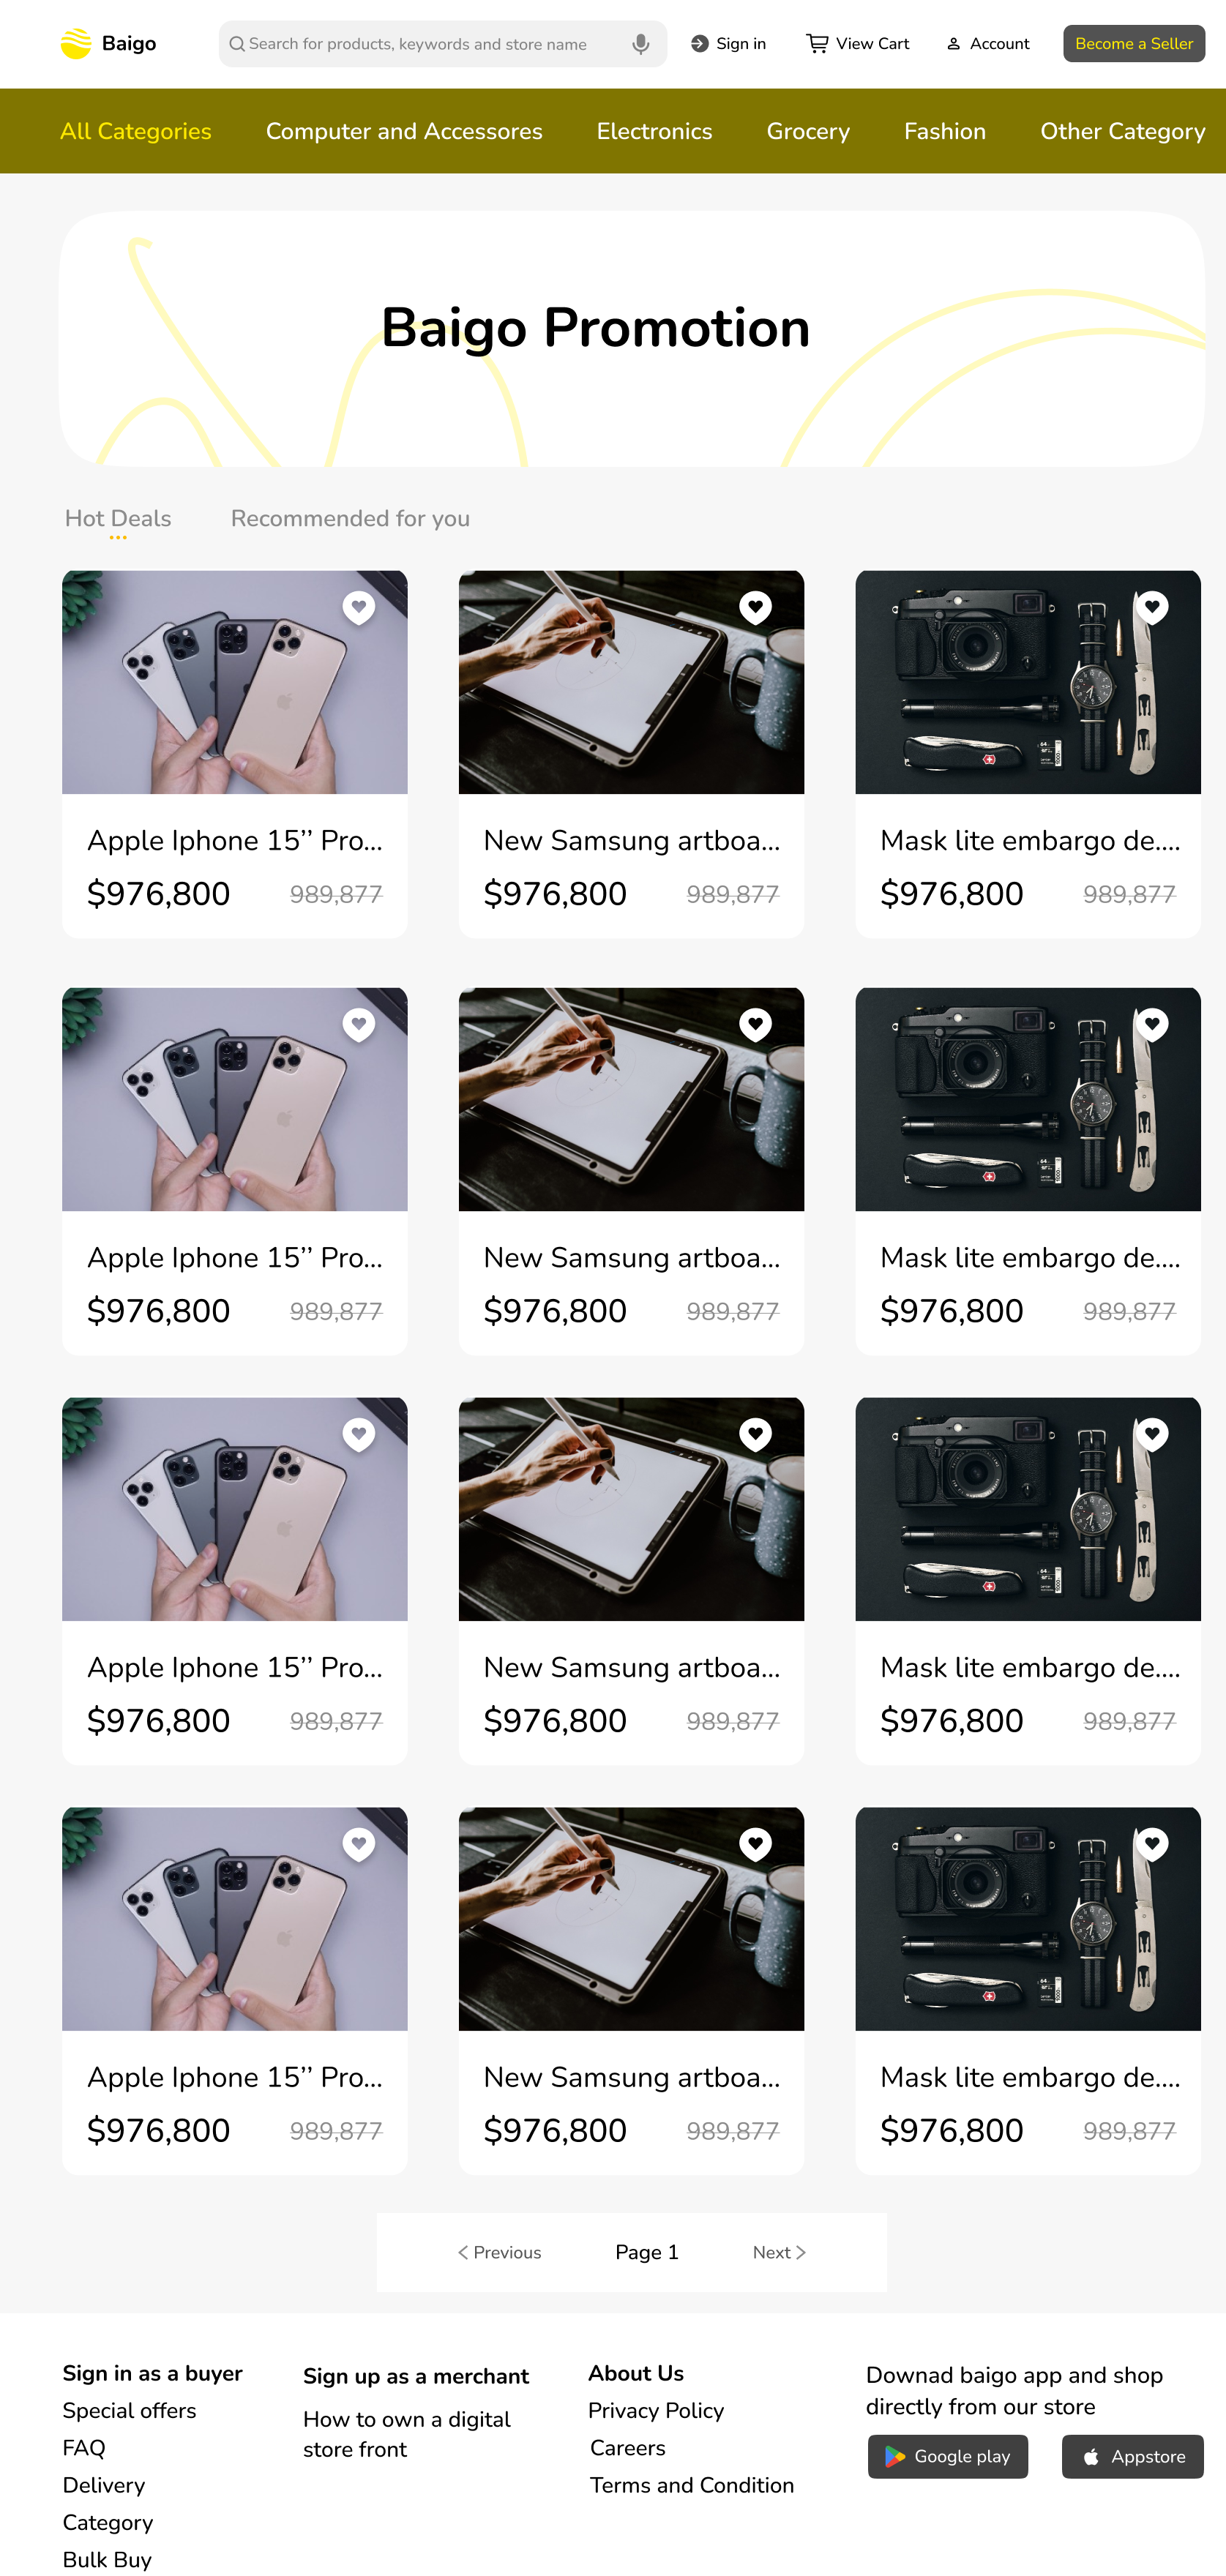 Baigo
Search for products, keywords and store name
Sign in
View Cart
Account
Become a Seller
All Categories
Computer and Accessores
Electronics
Grocery
Fashion
Other Category
Baigo Promotion
Hot Deals
Recommended for you
Apple Iphone 15’’ Pro...
New Samsung artboa...
Mask lite embargo de....
$976,800 989,877
$976,800 989,877
$976,800 989,877
Apple Iphone 15’’ Pro...
New Samsung artboa...
Mask lite embargo de....
$976,800 989,877
$976,800 989,877
$976,800 989,877
Apple Iphone 15’’ Pro...
New Samsung artboa...
Mask lite embargo de....
$976,800 989,877
$976,800 989,877
$976,800 989,877
Apple Iphone 15’’ Pro...
New Samsung artboa...
Mask lite embargo de....
$976,800 989,877
$976,800 989,877
$976,800 989,877
Previous
Page 1
Next
Sign in as a buyer
Special offers
FAQ
Delivery
Category
Bulk Buy
Sign up as a merchant
How to own a digital
store front
About Us
Privacy Policy
Careers
Terms and Condition
Downad baigo app and shop
directly from our store
Google play
Appstore